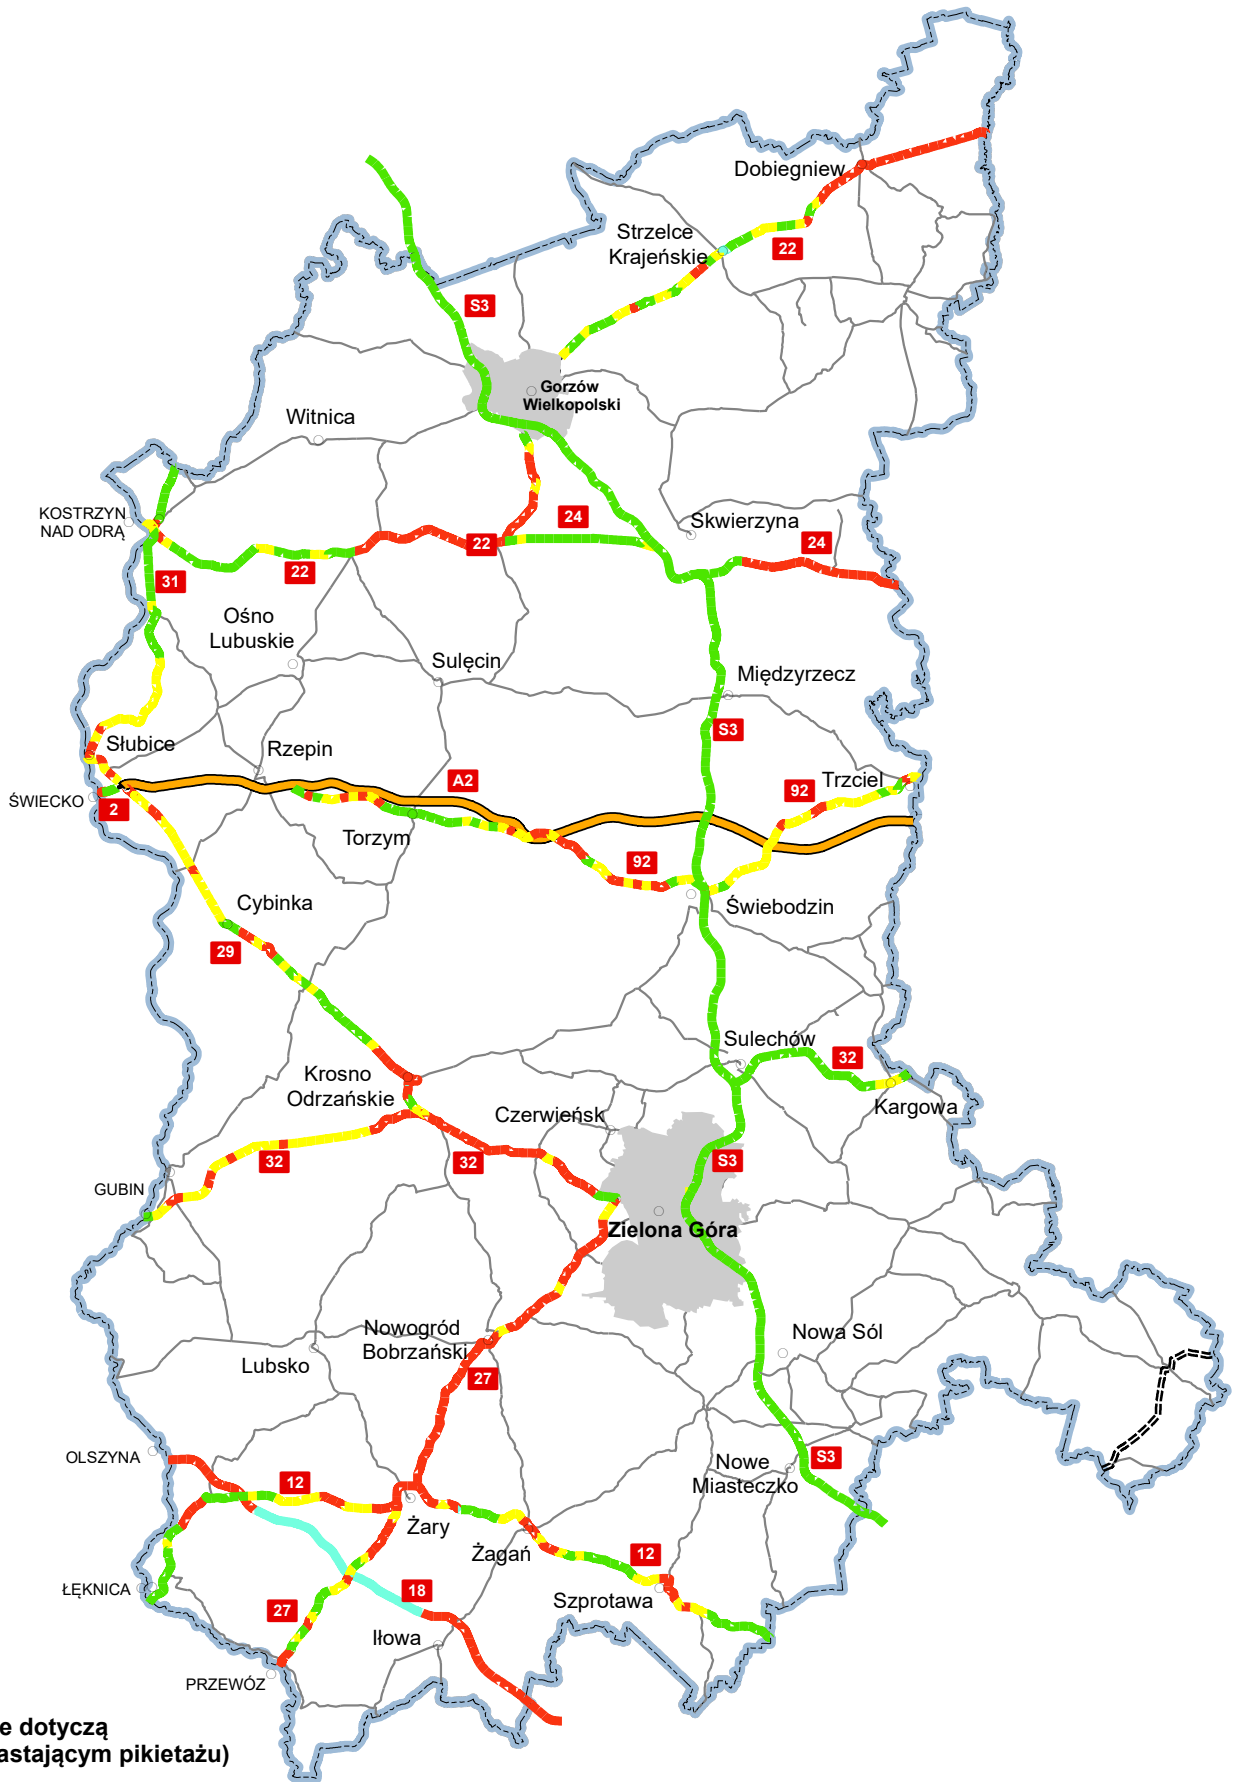 Dobiegniew
Strzelce
Krajeńskie
22
S3
Gorzów
Wielkopolski
Witnica
KOSTRZYN
NAD ODRĄ
24
Skwierzyna
22
24
22
31
Ośno
Lubuskie
Sulęcin
Międzyrzecz
S3
Słubice
Rzepin
A2
Trzciel
92
ŚWIECKO
2
Torzym
92
Cybinka
Świebodzin
29
Sulechów
32
Krosno
Odrzańskie
Kargowa
Czerwieńsk
32
32
S3
GUBIN
Zielona Góra
Nowogród
Bobrzański
Nowa Sól
Lubsko
27
OLSZYNA
Nowe
Miasteczko
S3
12
Żary
Żagań
12
ŁĘKNICA
18
Szprotawa
27
Iłowa
PRZEWÓZ
e dotyczą
astającym pikietażu)